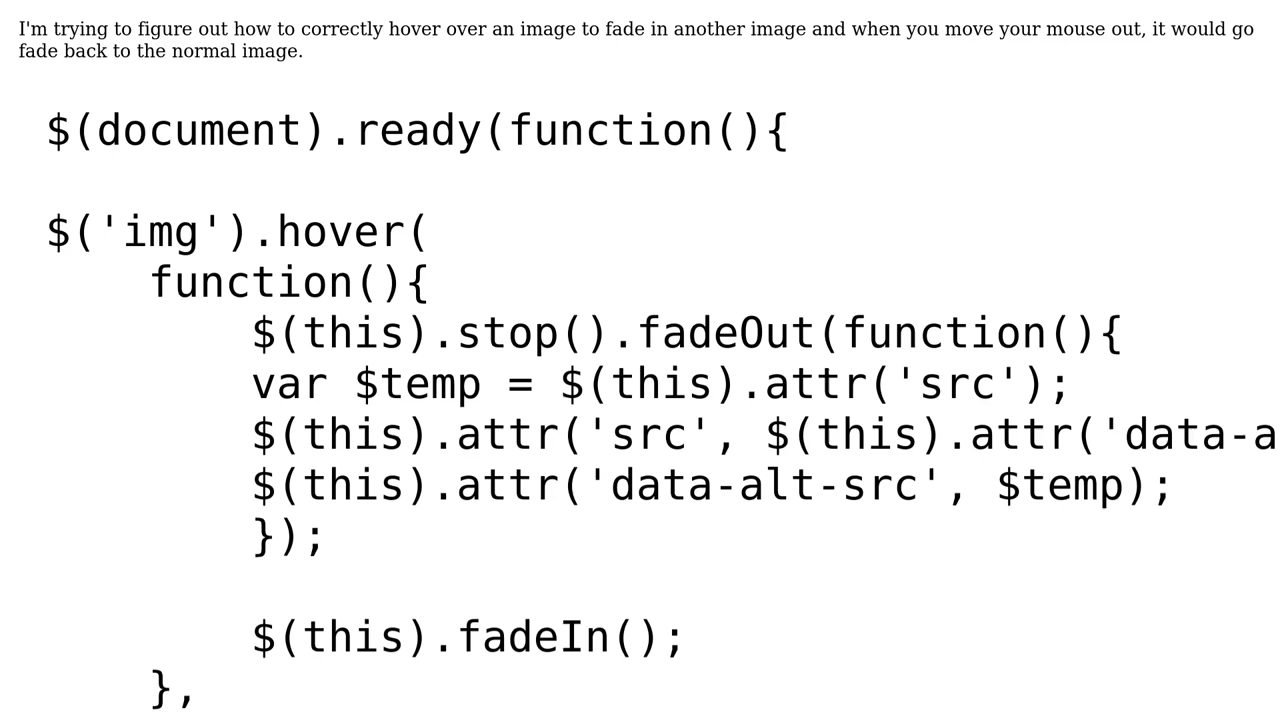 I'm trying to figure out how to correctly hover over an image to fade in another image and when you move your mouse out, it would go
fade back to the normal image.
$(document).ready(function(){
$('img').hover(
function(){
$(this).stop().fadeOut(function(){
var $temp = $(this).attr('src');
$(this).attr('src', $(this).attr('data-a
$(this).attr('data-alt-src', $temp);
});
$(this).fadeIn();
},